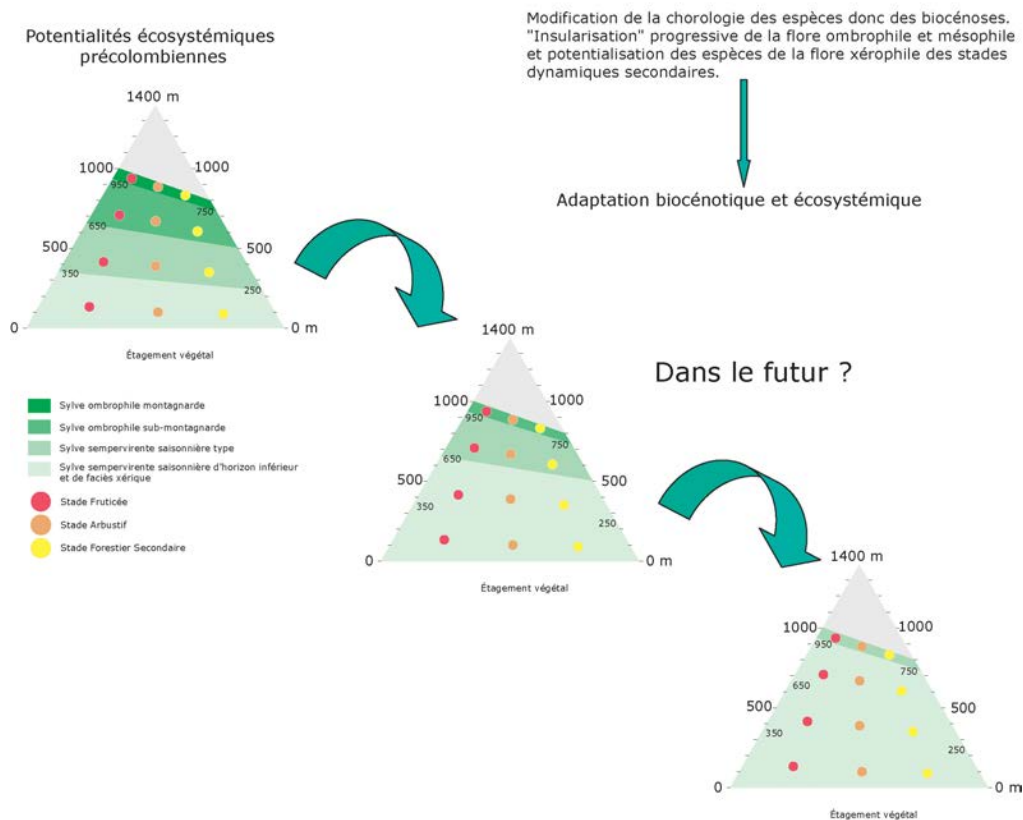 Modification de la chorologie des espèces donc des biocénoses.
"Insularisation" progressive de la flore ombrophile et mésophile
et potentialisation des espèces de la flore xérophile des stades
dynamiques secondaires.
Adaptation biocénotique et écosystémique
Potentialités écosystémiques
précolombiennes
1400 m
1000
1000
950
750
650
500
500
350
250
0
0 m
Étagement végétal
Sylve ombrophile montagnarde
Sylve ombrophile sub-montagnarde
Sylve sempervirente saisonnière type
Sylve sempervirente saisonnière d'horizon inférieur
et de faciès xérique
Stade Fruticée
Stade Arbustif
Stade Forestier Secondaire
Dans le futur ?
1400 m
1000
1000
950
750
650
500
500
350
250
0
0 m
Étagement végétal
1400 m
1000
1000
950
750
650
500
500
350
250
0
0 m
Étagement végétal